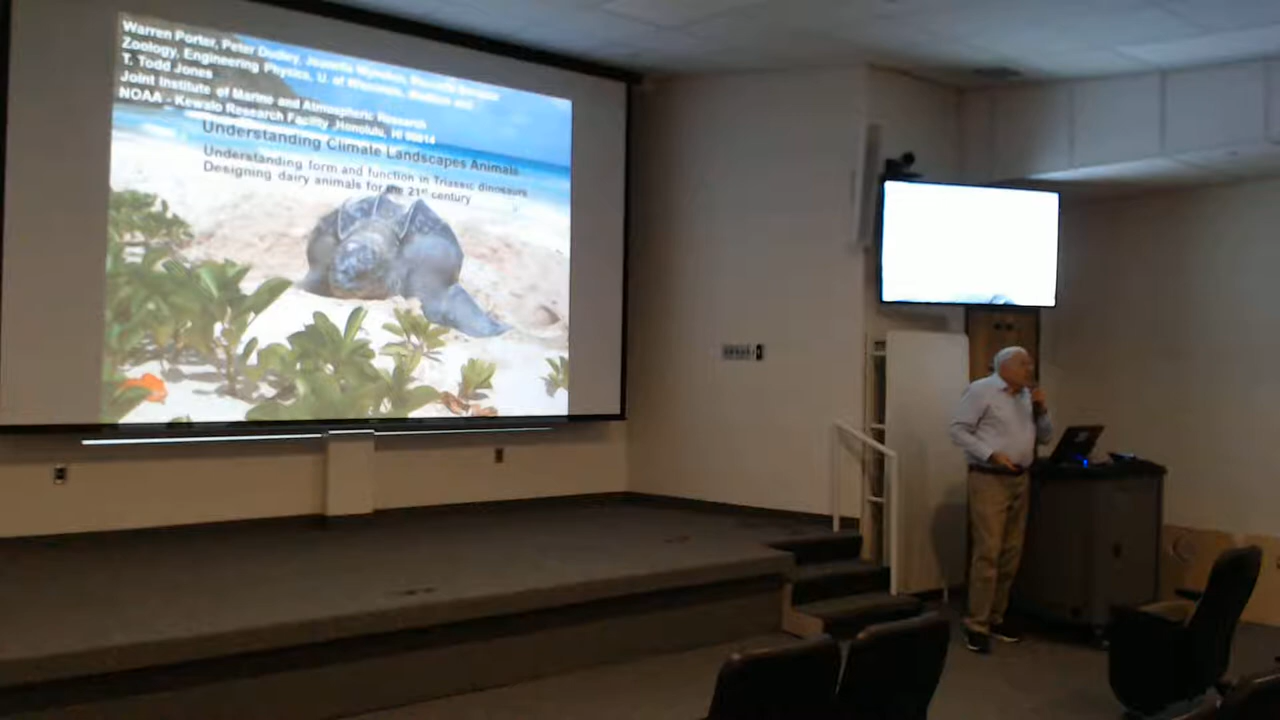 Warren Porter, Peter Dudley,
Zoology, Engineering Physics, U. of Wisconsin, Madison and
T. Todd Jones
Joint Institute of Marine and Atmospheric Research
NOAA - Kewalo Research Facility ,Honolulu, HI 96814
Understanding Climate Landscapes Animals
Understanding form and function in Triassic dinosaurs
Designing dairy animals for the 21st century